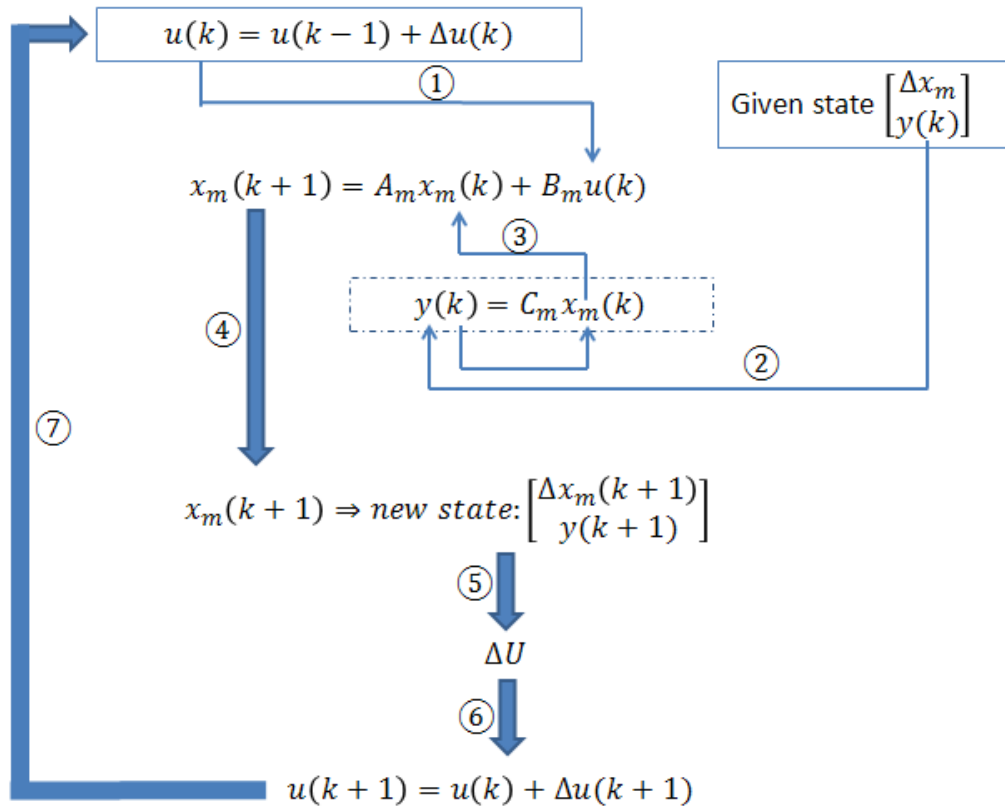 u(k) = u(k − 1) + Δu(k)
①
Given state [Δx_m
y(k)]
x_m(k + 1) = A_m x_m(k) + B_m u(k)
③
y(k) = C_m x_m(k)
④
②
⑦
x_m(k + 1) ⇒ new state: [Δx_m(k + 1)
y(k + 1)]
⑤
ΔU
⑥
u(k + 1) = u(k) + Δu(k + 1)